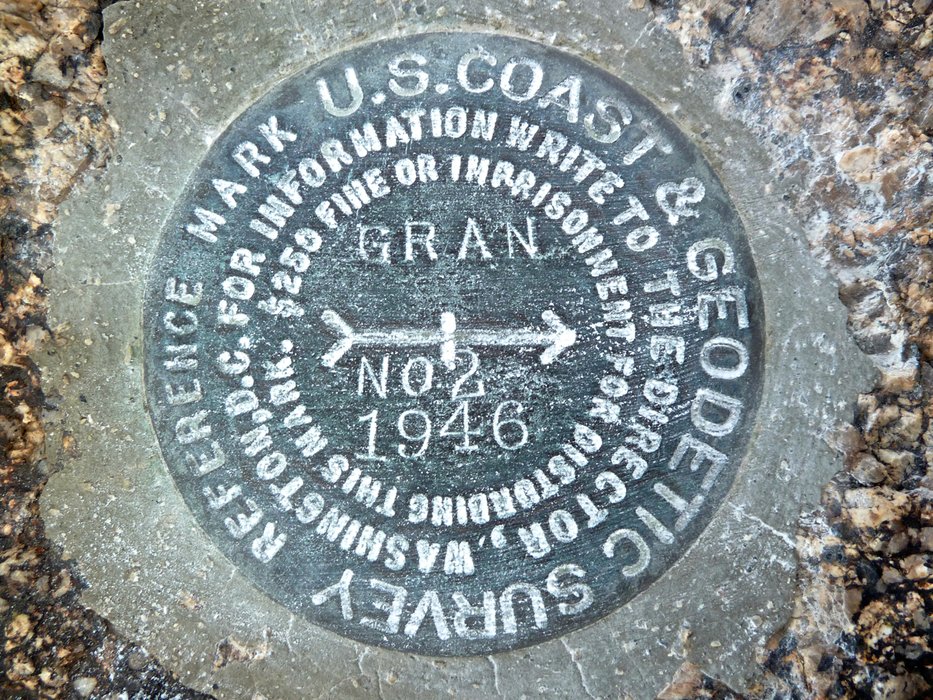 U.S. COAST & GEODETIC SURVEY
REFERENCE MARK
FOR INFORMATION WRITE TO THE DIRECTOR, WASHINGTON, D.C.
$250 FINE OR IMPRISONMENT FOR DISTURBING THIS MARK.
GRAN
NO 2
1946